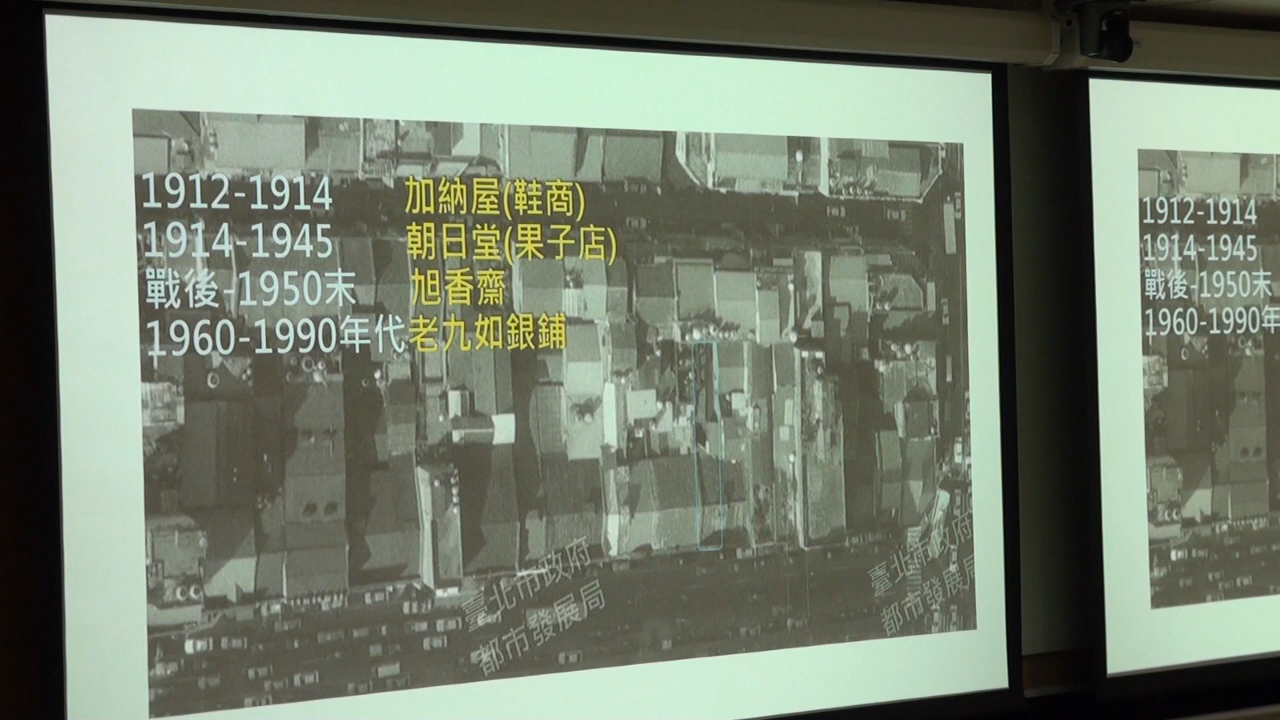 1912-1914 加納屋(鞋商)
1914-1945 朝日堂(果子店)
戰後-1950末 旭香齋
1960-1990年代老九如銀鋪
臺北市政府
都市發展局
臺北市政府
都市發展局
1912-1914
1914-1945
戰後-1950末
1960-1990年